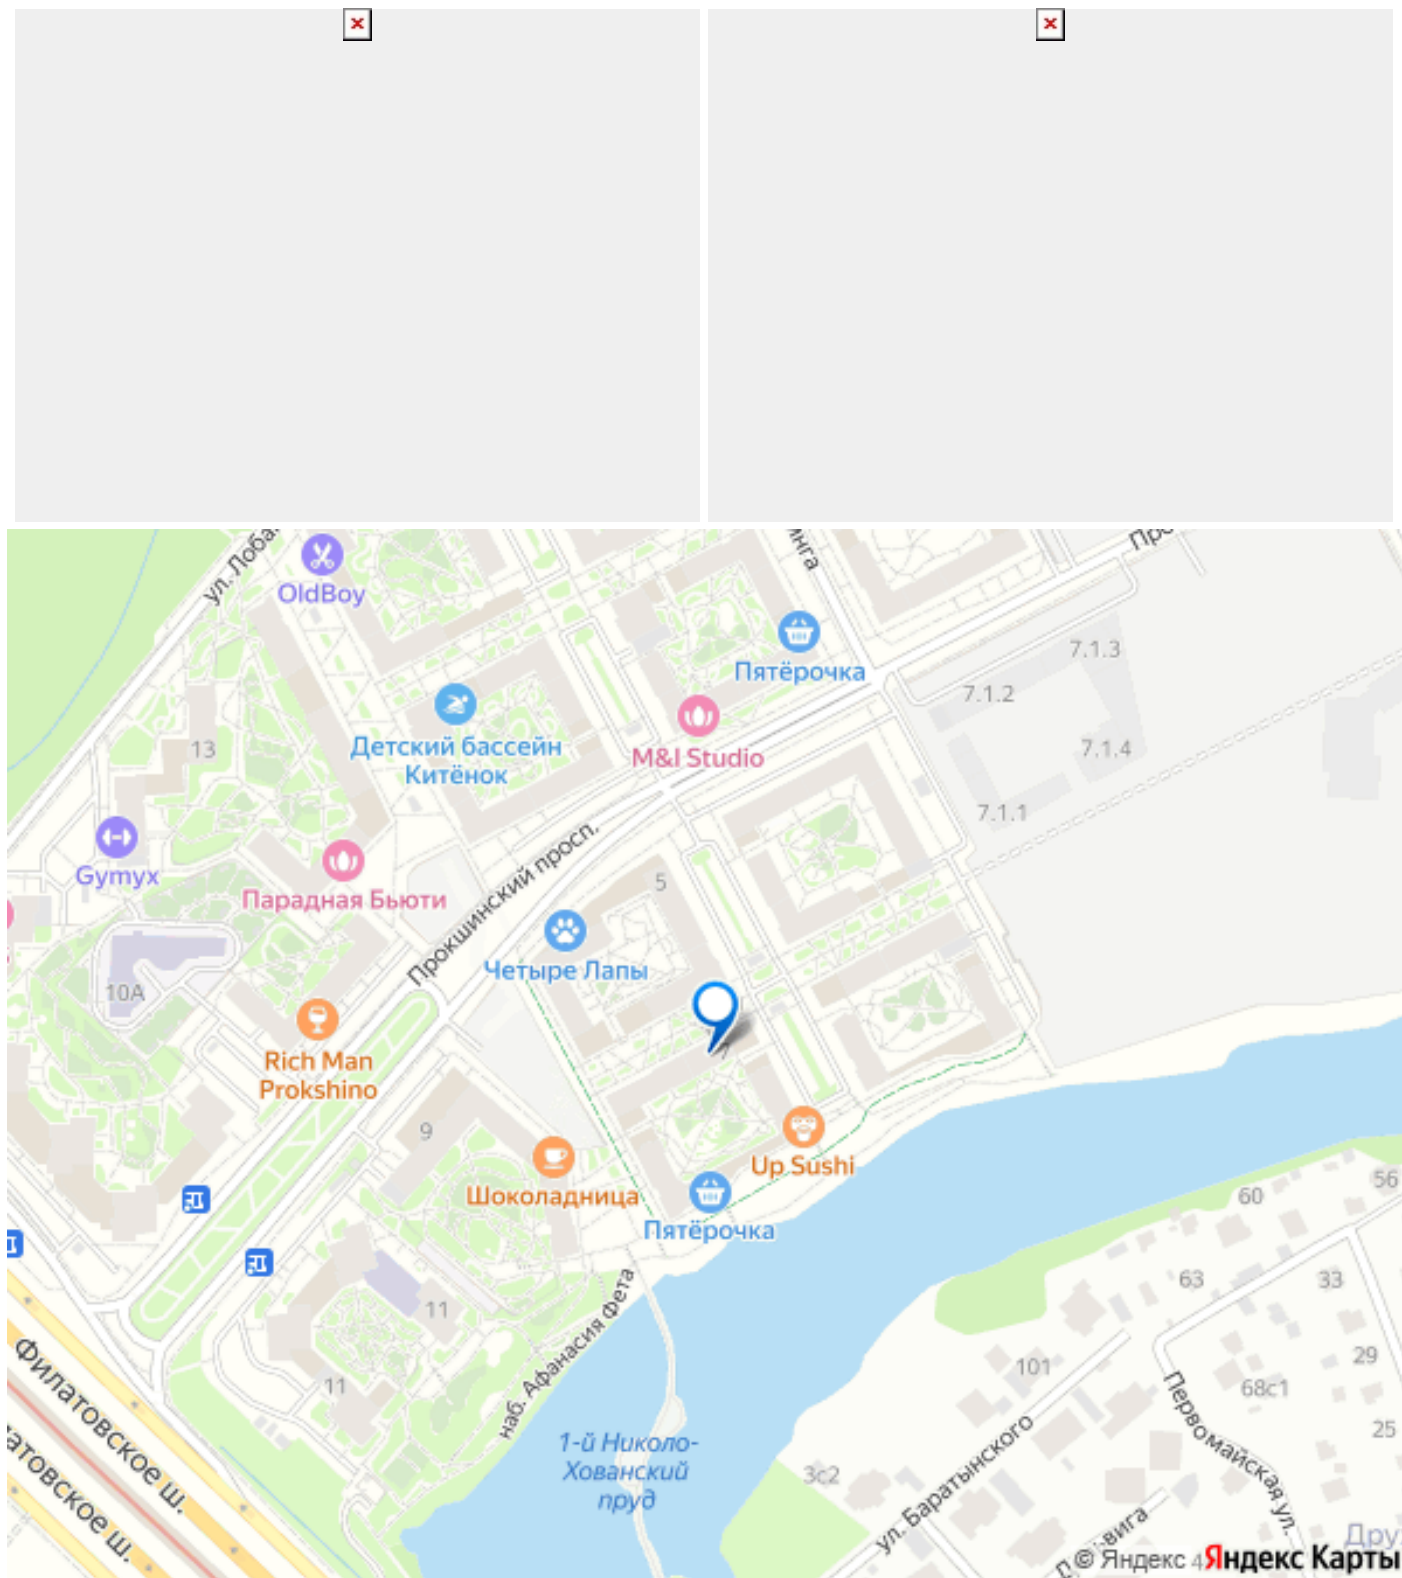 ул. Лоба
OldBoy
Про
Пятёрочка
7.1.3
7.1.2
M&I Studio
Детский бассейн
Китёнок
13
7.1.4
7.1.1
Прокшинский просп.
Gymyx
Парадная Бьюти
5
Четыре Лапы
10А
Rich Man
Prokshino
7
9
Up Sushi
Шоколадница
Пятёрочка
56
60
63
33
11
наб. Афанасия Фета
Филатовское ш.
11
101
29
68с1
Первомайская ул.
25
1-й Николо-
Хованский
пруд
3с2
ул. Баратынского
атовское ш.
Дру
© Яндекс
Яндекс Карты